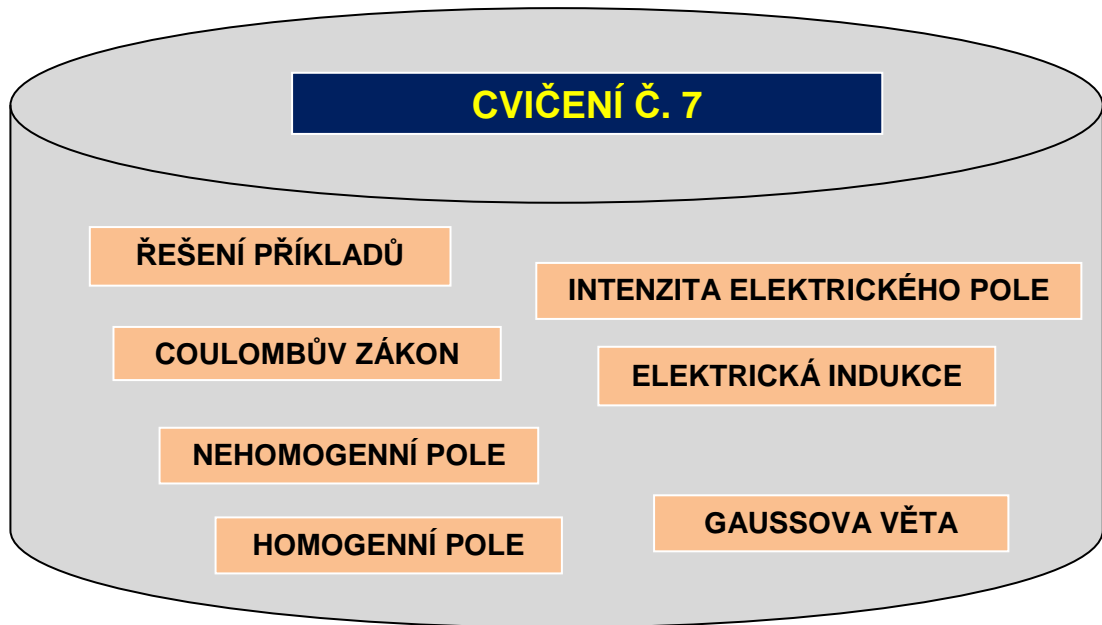 CVIČENÍ Č. 7
ŘEŠENÍ PŘÍKLADŮ
INTENZITA ELEKTRICKÉHO POLE
COULOMBŮV ZÁKON
ELEKTRICKÁ INDUKCE
NEHOMOGENNÍ POLE
GAUSSOVA VĚTA
HOMOGENNÍ POLE